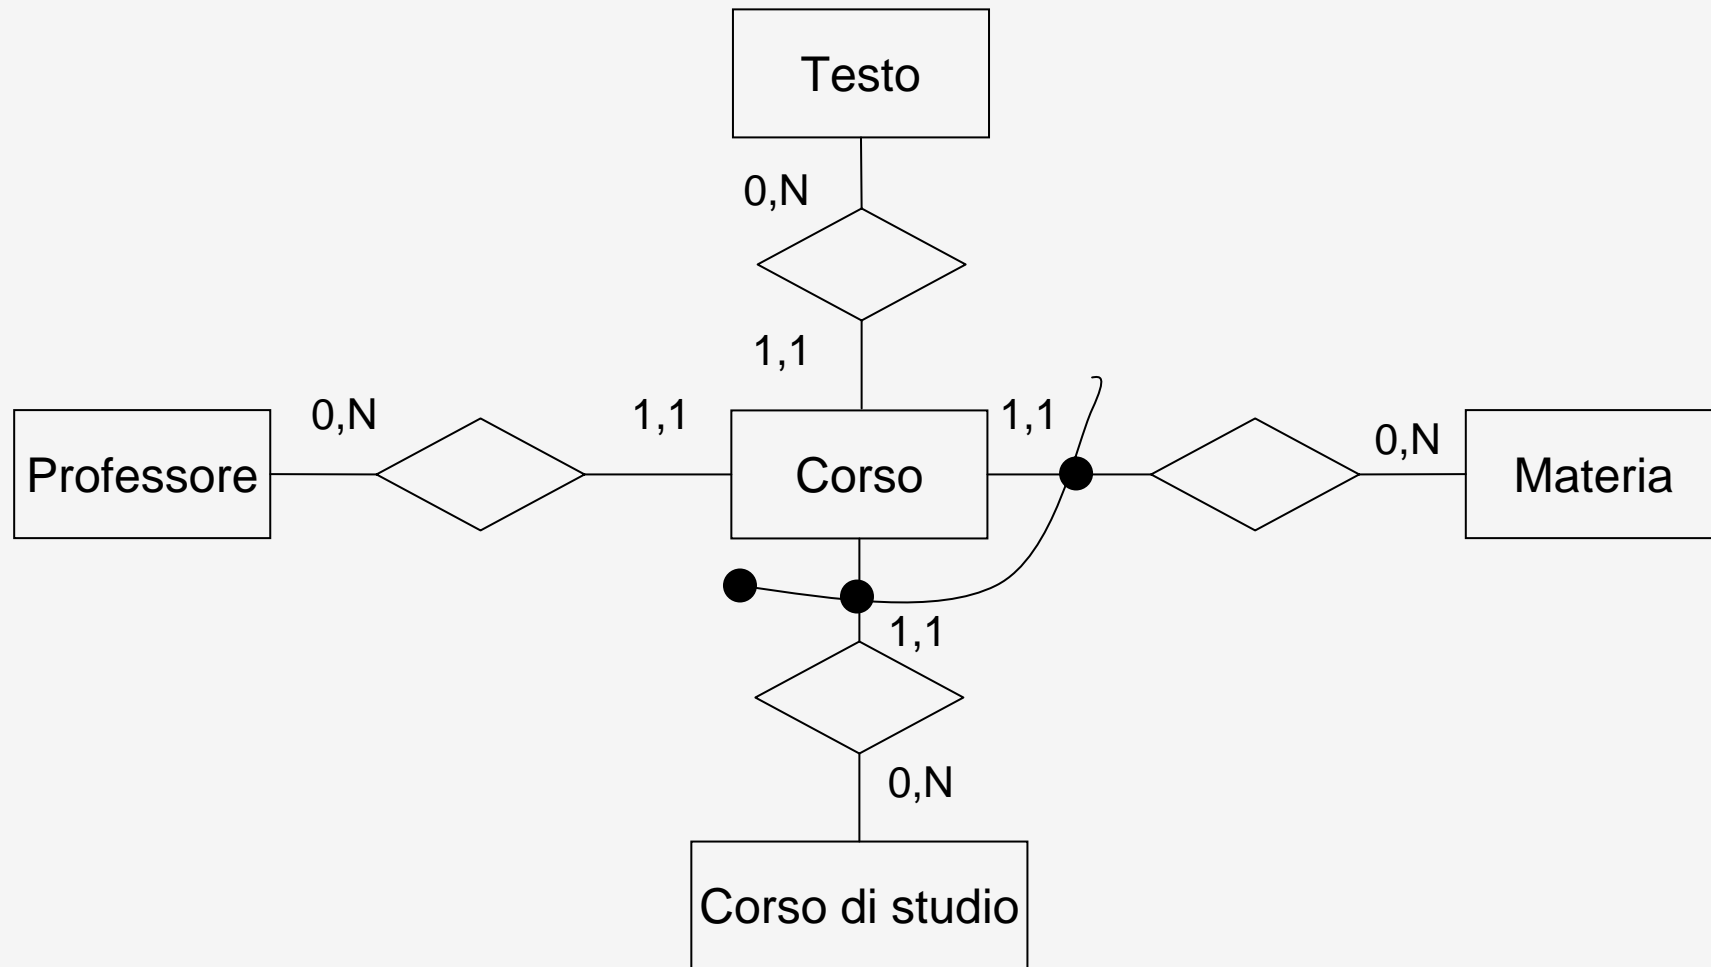 Testo
0,N
1,1
0,N
1,1
1,1
0,N
Professore
Corso
Materia
1,1
0,N
Corso di studio